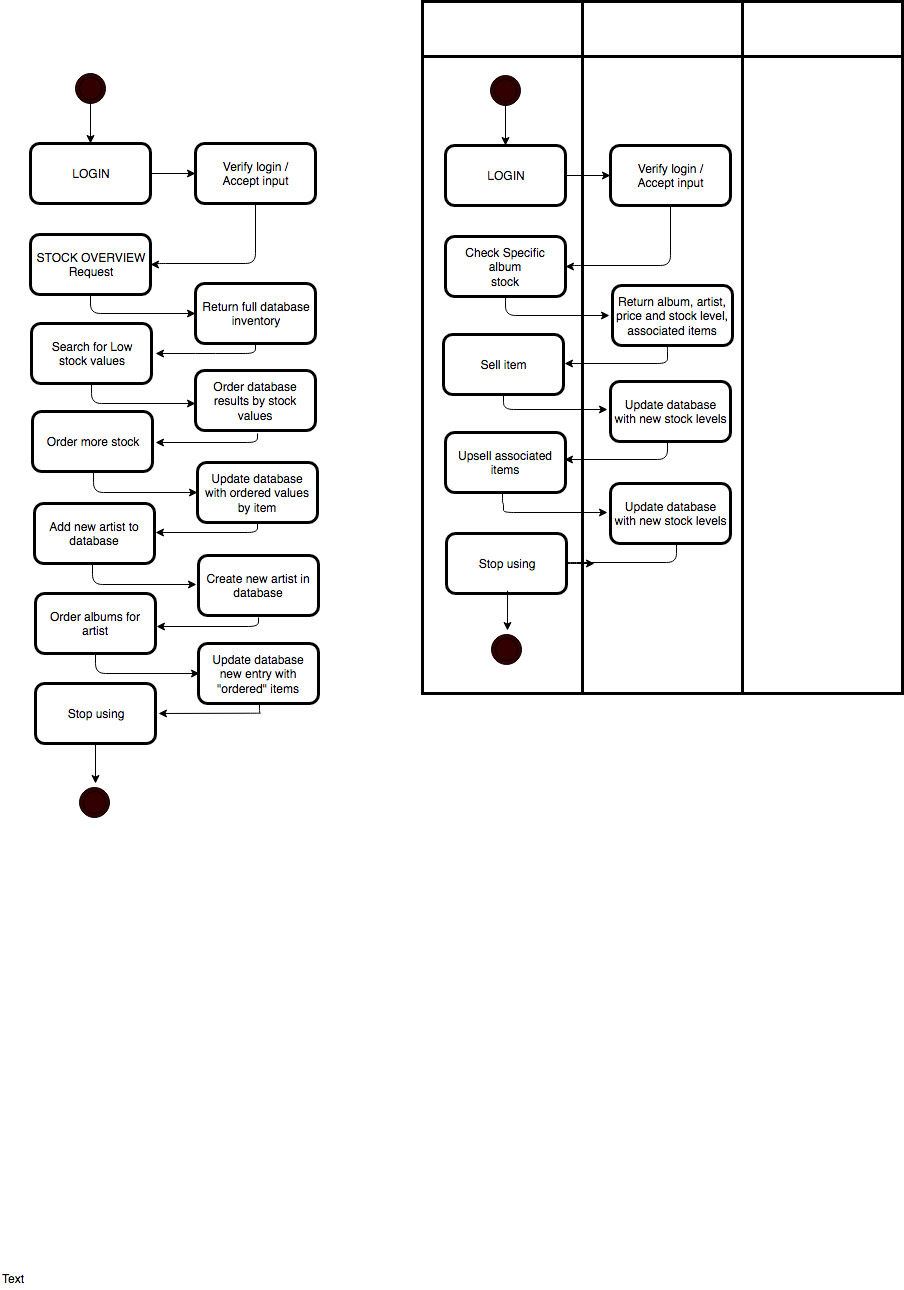 LOGIN
Verify login /
Accept input
STOCK OVERVIEW
Request
Return full database
inventory
Search for Low
stock values
Order database
results by stock
values
Order more stock
Update database
with ordered values
by item
Add new artist to
database
Create new artist in
database
Order albums for
artist
Update database
new entry with
"ordered" items
Stop using
LOGIN
Verify login /
Accept input
Check Specific
album
stock
Return album, artist,
price and stock level,
associated items
Sell item
Update database
with new stock levels
Upsell associated
items
Update database
with new stock levels
Stop using
Text